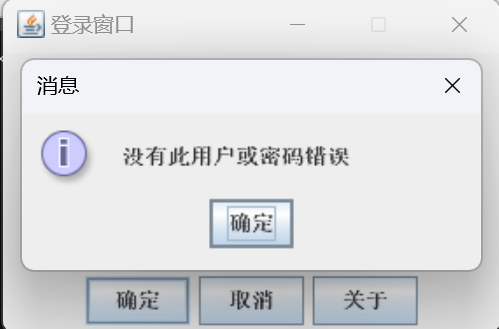 登录窗口
消息
没有此用户或密码错误
确定
确定 取消 关于